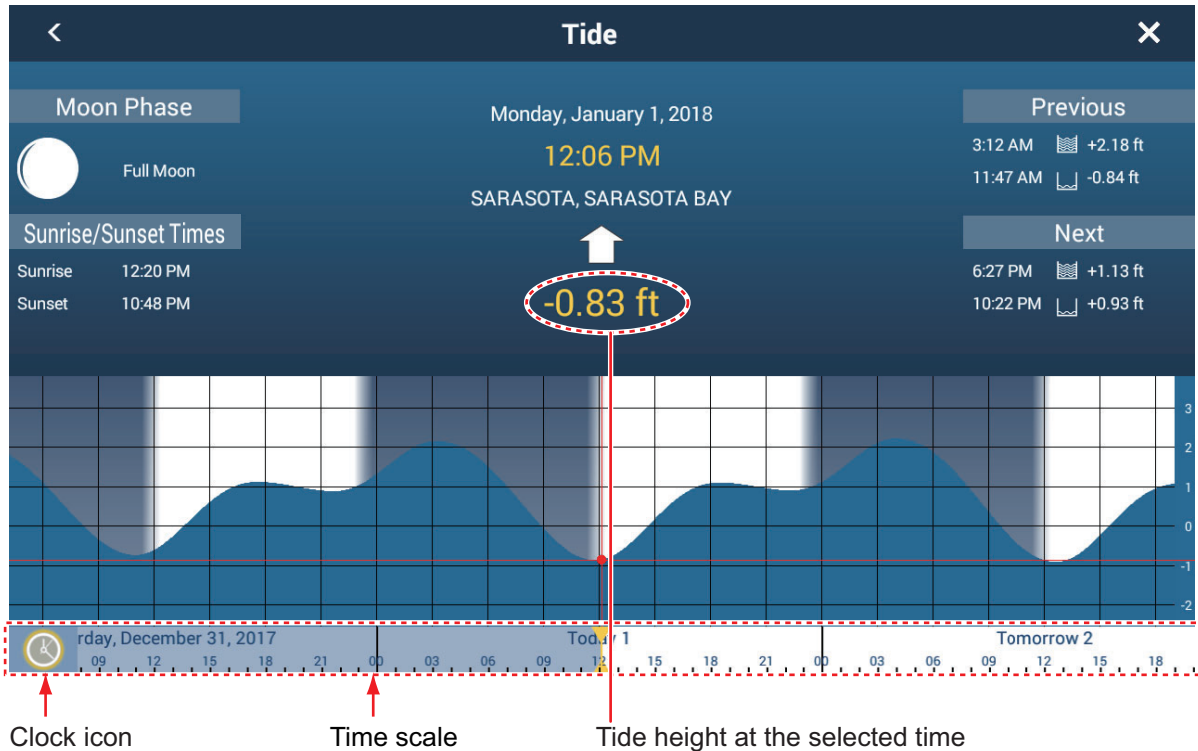 Tide
Moon Phase
Full Moon
Sunrise/Sunset Times
Sunrise 12:20 PM
Sunset 10:48 PM
Monday, January 1, 2018
12:06 PM
SARASOTA, SARASOTA BAY
-0.83 ft
Previous
3:12 AM +2.18 ft
11:47 AM -0.84 ft
Next
6:27 PM +1.13 ft
10:22 PM +0.93 ft
3
2
1
0
-1
-2
rday, December 31, 2017 Today 1 Tomorrow 2
09 12 15 18 21 00 03 06 09 12 15 18 21 00 03 06 09 12 15 18
Clock icon Time scale Tide height at the selected time